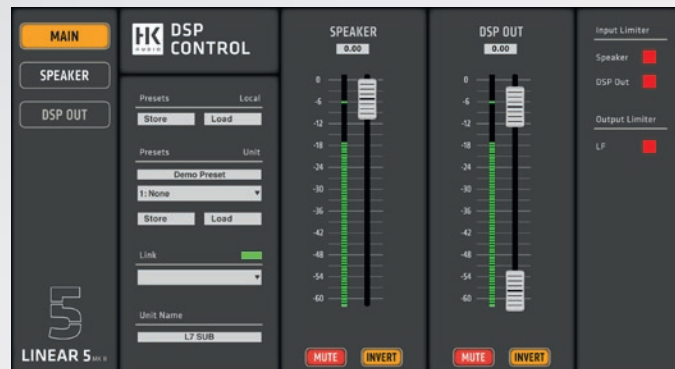 MAIN
SPEAKER
DSP OUT
HK
AUDIO
DSP
CONTROL
Presets Local
Store Load
Presets Unit
Demo Preset
1: None
Store Load
Link
Unit Name
L7 SUB
5
LINEAR 5 MK II
SPEAKER
0.00
0
-6
-12
-18
-24
-30
-36
-42
-48
-54
-60
MUTE INVERT
DSP OUT
0.00
0
-6
-12
-18
-24
-30
-36
-42
-48
-54
-60
MUTE INVERT
Input Limiter
Speaker
DSP Out
Output Limiter
LF